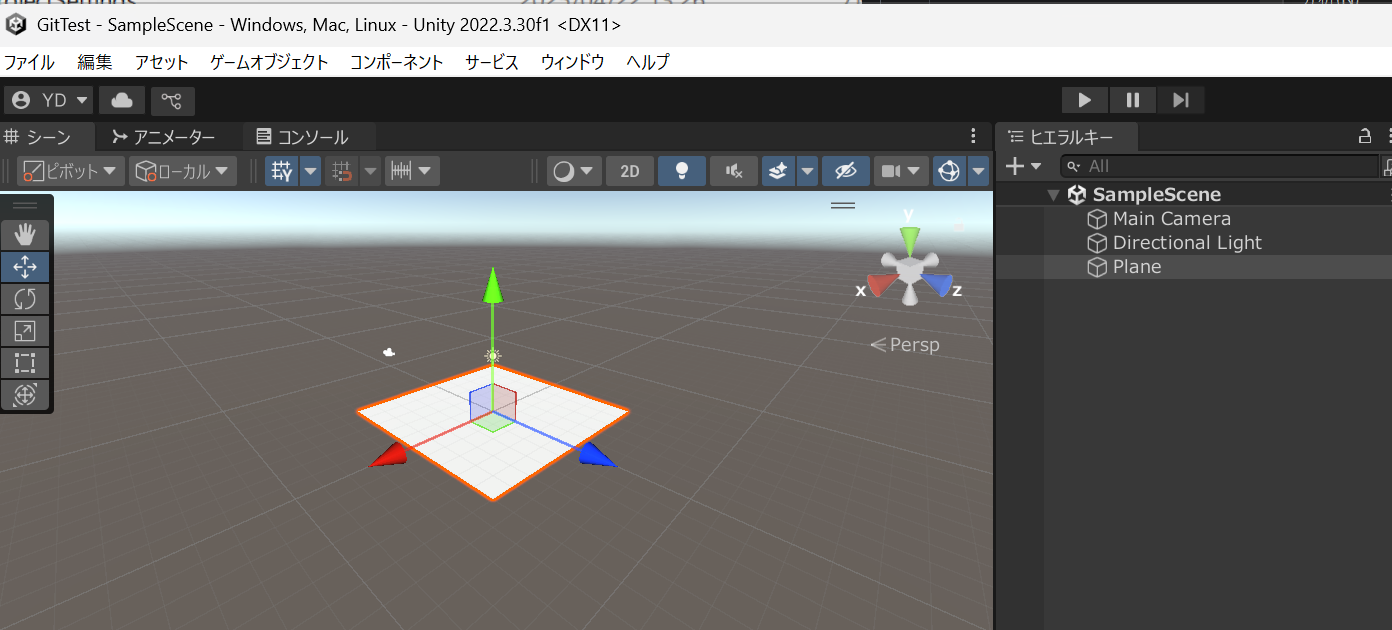 GitTest - SampleScene - Windows, Mac, Linux - Unity 2022.3.30f1 <DX11>
ファイル 編集 アセット ゲームオブジェクト コンポーネント サービス ウィンドウ ヘルプ
YD
シーン アニメーター コンソール ヒエラルキー
ピボット ローカル 2D All
SampleScene
Main Camera
Directional Light
Plane
y
x z
Persp